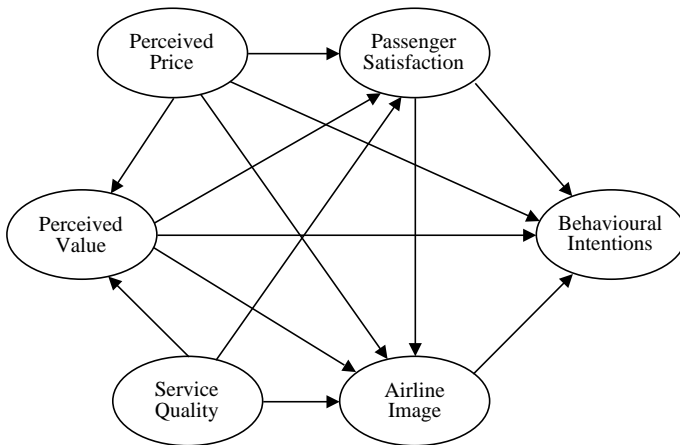 Perceived
Price
Passenger
Satisfaction
Perceived
Value
Behavioural
Intentions
Service
Quality
Airline
Image